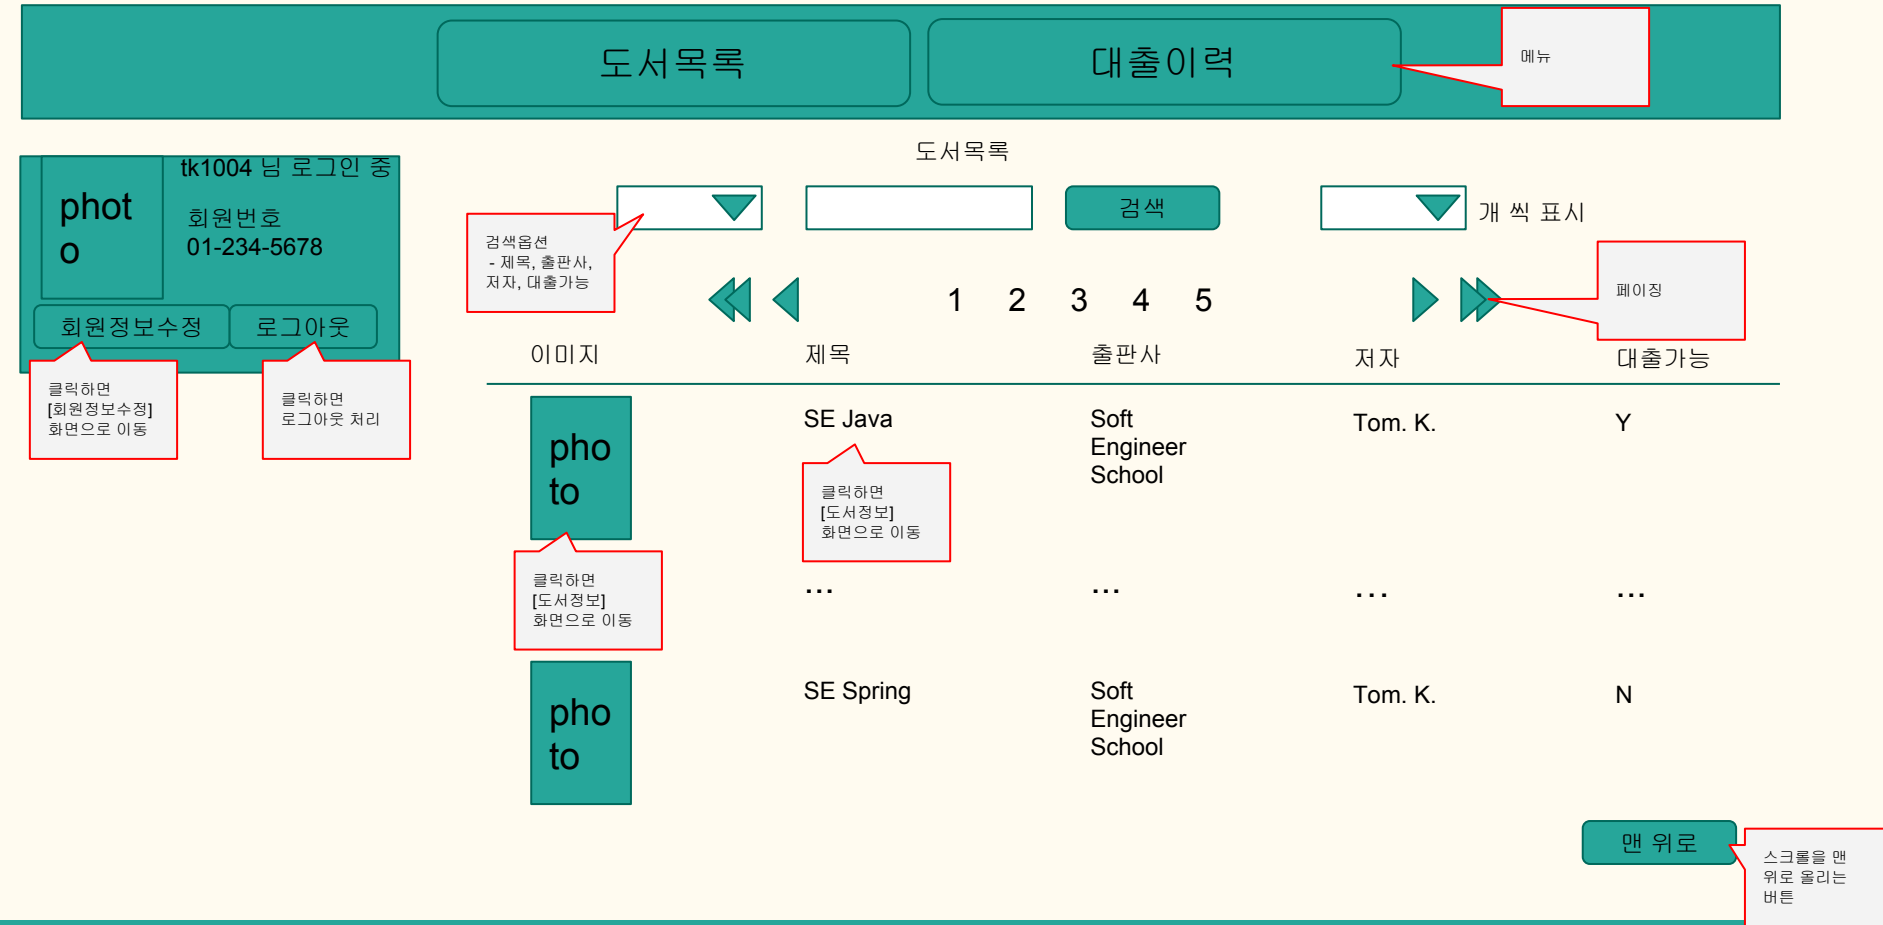 도서목록
대출이력
메뉴
phot
o
tk1004 님 로그인 중
회원번호
01-234-5678
회원정보수정
로그아웃
클릭하면
[회원정보수정]
화면으로 이동
클릭하면
로그아웃 처리
도서목록
검색
개 씩 표시
검색옵션
- 제목, 출판사,
저자, 대출가능
1 2 3 4 5
페이징
이미지 제목 출판사 저자 대출가능
pho
to
SE Java
Soft
Engineer
School
Tom. K.
Y
클릭하면
[도서정보]
화면으로 이동
클릭하면
[도서정보]
화면으로 이동
... ... ... ...
pho
to
SE Spring
Soft
Engineer
School
Tom. K.
N
맨 위로
스크롤을 맨
위로 올리는
버튼